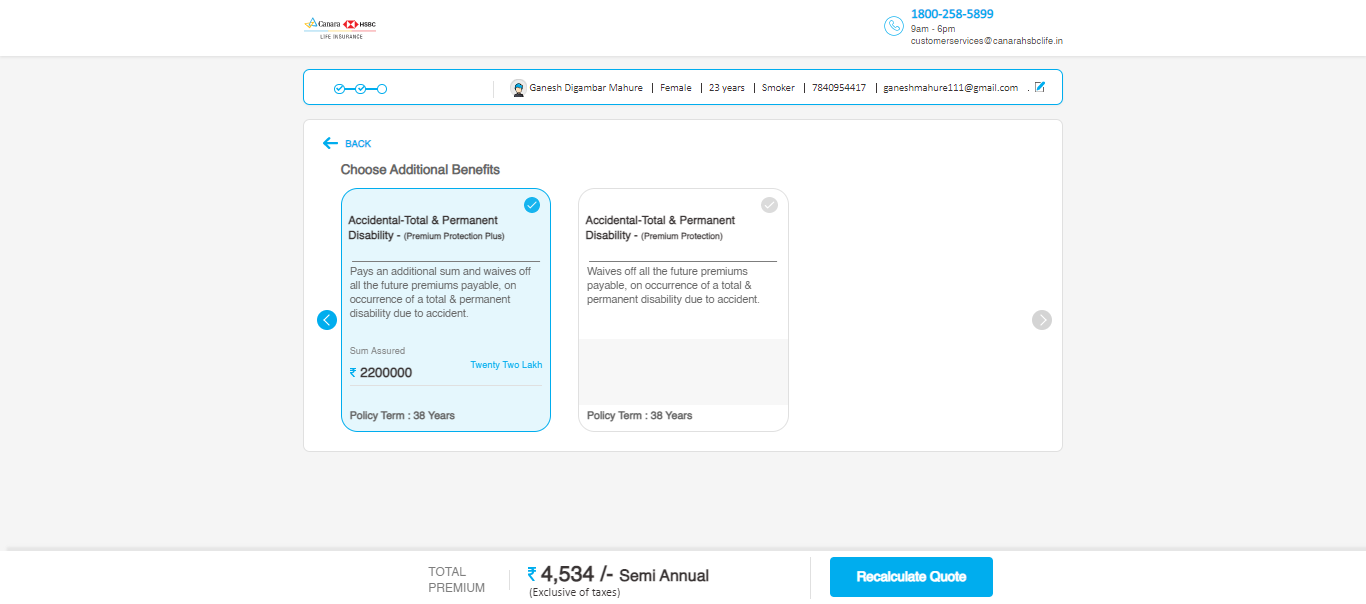 Canara HSBC
LIFE INSURANCE
1800-258-5899
9am - 6pm
customerservices@canarahsbclife.in
Ganesh Digambar Mahure | Female | 23 years | Smoker | 7840954417 | ganeshmahure111@gmail.com .
BACK
Choose Additional Benefits
Accidental-Total & Permanent
Disability - (Premium Protection Plus)
Pays an additional sum and waives off
all the future premiums payable, on
occurrence of a total & permanent
disability due to accident.
Sum Assured
Twenty Two Lakh
₹ 2200000
Policy Term : 38 Years
Accidental-Total & Permanent
Disability - (Premium Protection)
Waives off all the future premiums
payable, on occurrence of a total &
permanent disability due to accident.
Policy Term : 38 Years
TOTAL
PREMIUM
₹ 4,534 /- Semi Annual
(Exclusive of taxes)
Recalculate Quote